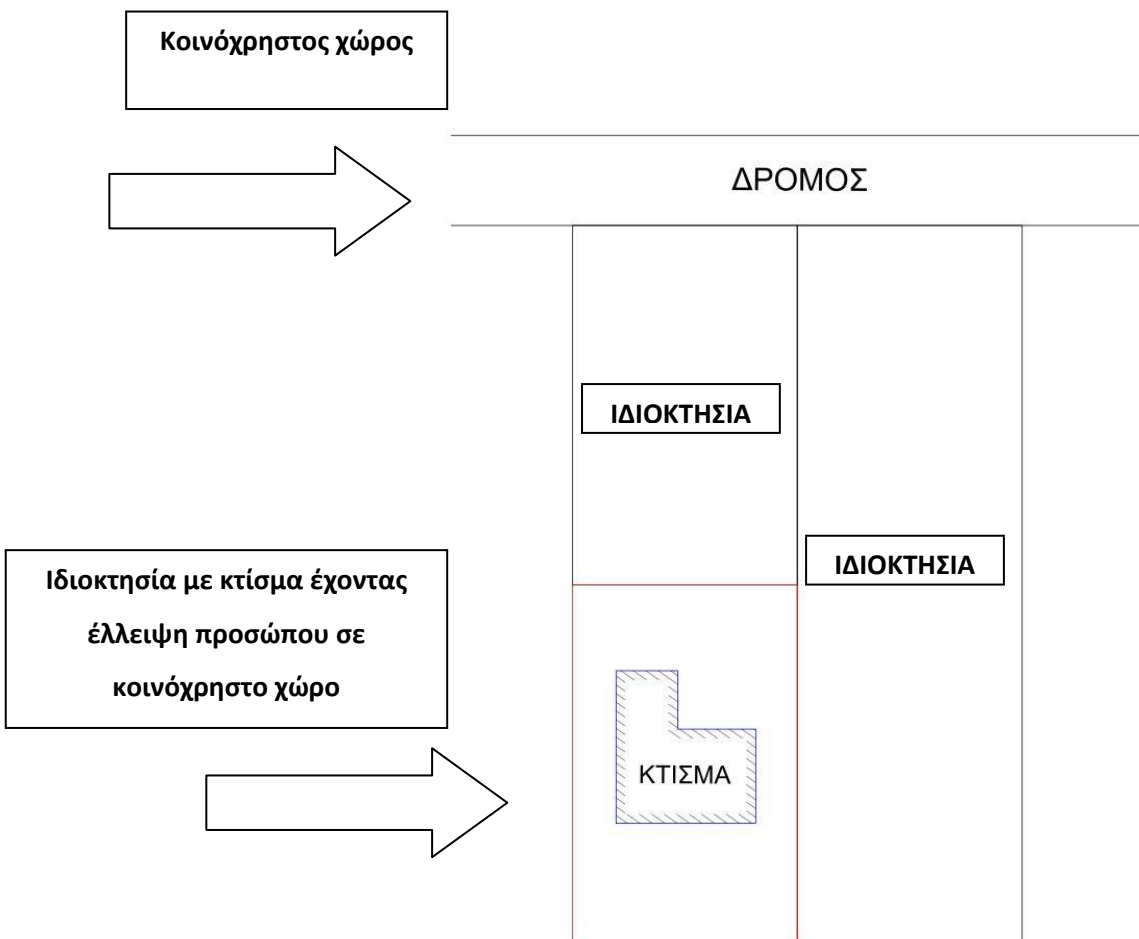 Κοινόχρηστος χώρος
ΔΡΟΜΟΣ
ΙΔΙΟΚΤΗΣΙΑ
ΙΔΙΟΚΤΗΣΙΑ
Ιδιοκτησία με κτίσμα έχοντας
έλλειψη προσώπου σε
κοινόχρηστο χώρο
ΚΤΙΣΜΑ